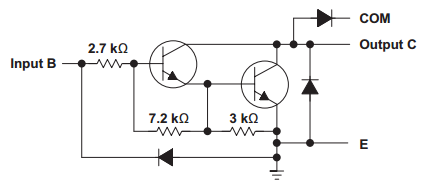 COM
Output C
2.7 kΩ
Input B
7.2 kΩ
3 kΩ
E